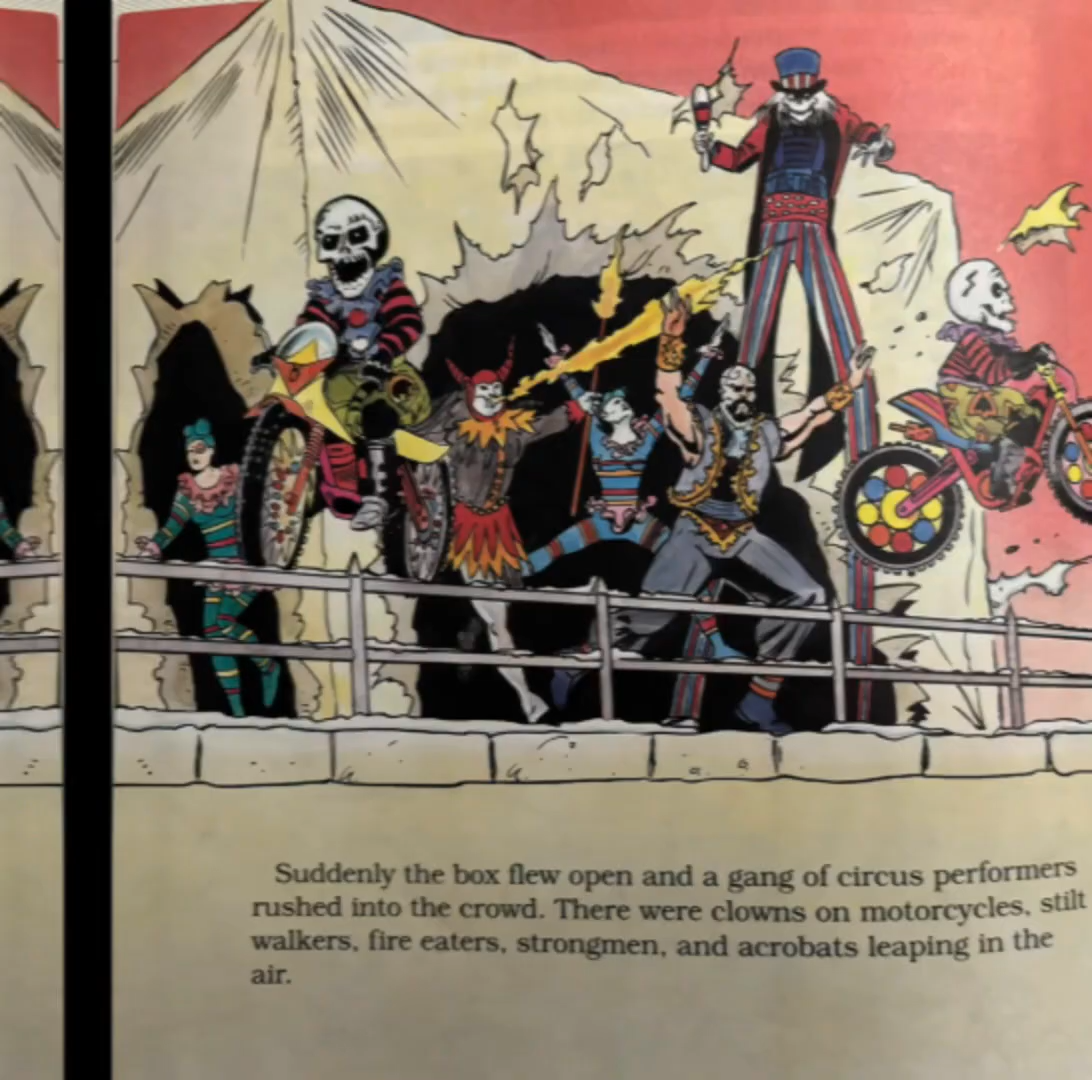 Suddenly the box flew open and a gang of circus performers
rushed into the crowd. There were clowns on motorcycles, stilt
walkers, fire eaters, strongmen, and acrobats leaping in the
air.